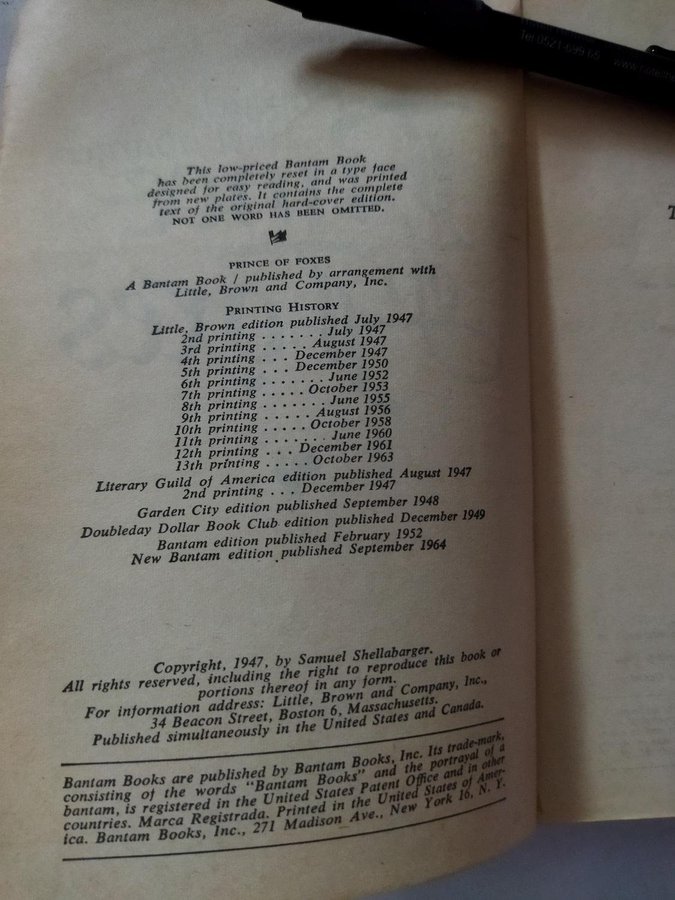 Tel 0521-
www.
This low-priced Bantam Book
has been completely reset in a type face
designed for easy reading, and was printed
from new plates. It contains the complete
text of the original hard-cover edition.
NOT ONE WORD HAS BEEN OMITTED.
PRINCE OF FOXES
A Bantam Book / published by arrangement with
Little, Brown and Company, Inc.
PRINTING HISTORY
Little, Brown edition published July 1947
2nd printing . . . . . . . July 1947
3rd printing . . . . . August 1947
4th printing . . . December 1947
5th printing . . . December 1950
6th printing . . . . . . . June 1952
7th printing . . . . . October 1953
8th printing . . . . . . . June 1955
9th printing . . . . . August 1956
10th printing . . . . . October 1958
11th printing . . . . . . . June 1960
12th printing . . . December 1961
13th printing . . . . . October 1963
Literary Guild of America edition published August 1947
2nd printing . . . December 1947
Garden City edition published September 1948
Doubleday Dollar Book Club edition published December 1949
Bantam edition published February 1952
New Bantam edition published September 1964
Copyright, 1947, by Samuel Shellabarger.
All rights reserved, including the right to reproduce this book or
portions thereof in any form.
For information address: Little, Brown and Company, Inc.,
34 Beacon Street, Boston 6, Massachusetts.
Published simultaneously in the United States and Canada.
Bantam Books are published by Bantam Books, Inc. Its trade-mark,
consisting of the words "Bantam Books" and the portrayal of a
bantam, is registered in the United States Patent Office and in other
countries. Marca Registrada. Printed in the United States of Amer-
ica. Bantam Books, Inc., 271 Madison Ave., New York 16, N. Y.
T